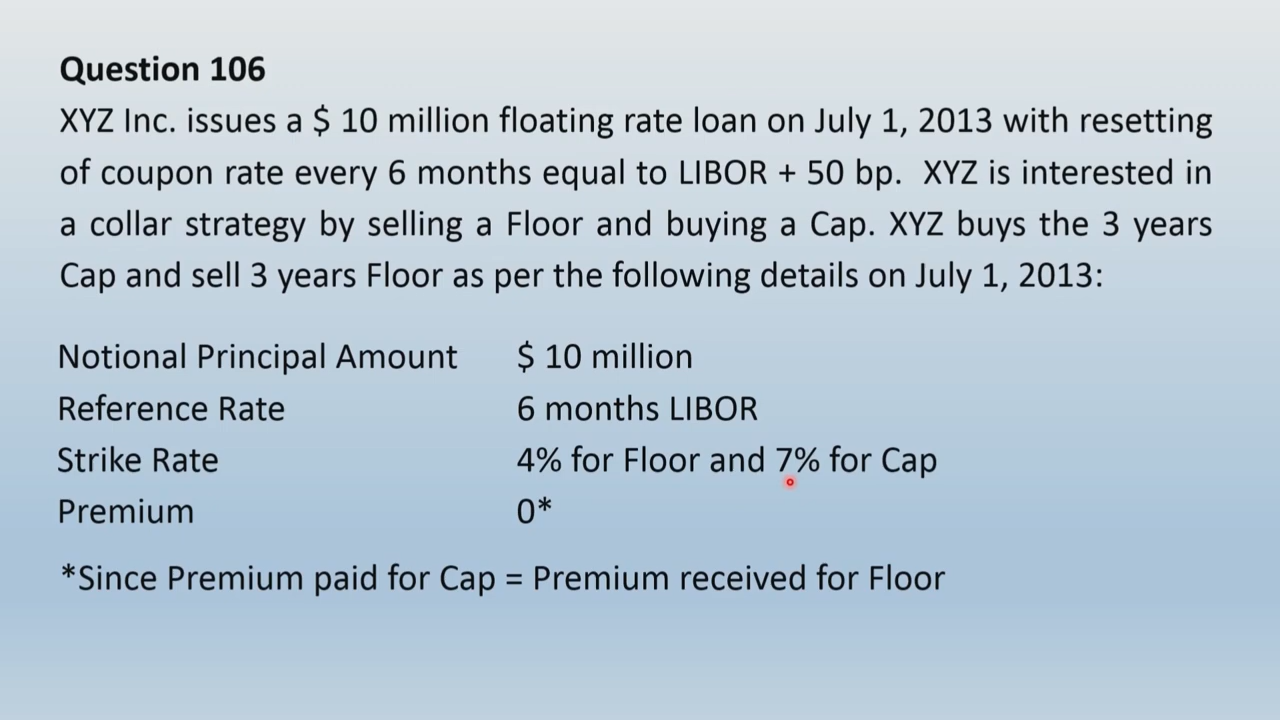 Question 106
XYZ Inc. issues a $ 10 million floating rate loan on July 1, 2013 with resetting
of coupon rate every 6 months equal to LIBOR + 50 bp. XYZ is interested in
a collar strategy by selling a Floor and buying a Cap. XYZ buys the 3 years
Cap and sell 3 years Floor as per the following details on July 1, 2013:
Notional Principal Amount $ 10 million
Reference Rate 6 months LIBOR
Strike Rate 4% for Floor and 7% for Cap
Premium 0*
*Since Premium paid for Cap = Premium received for Floor